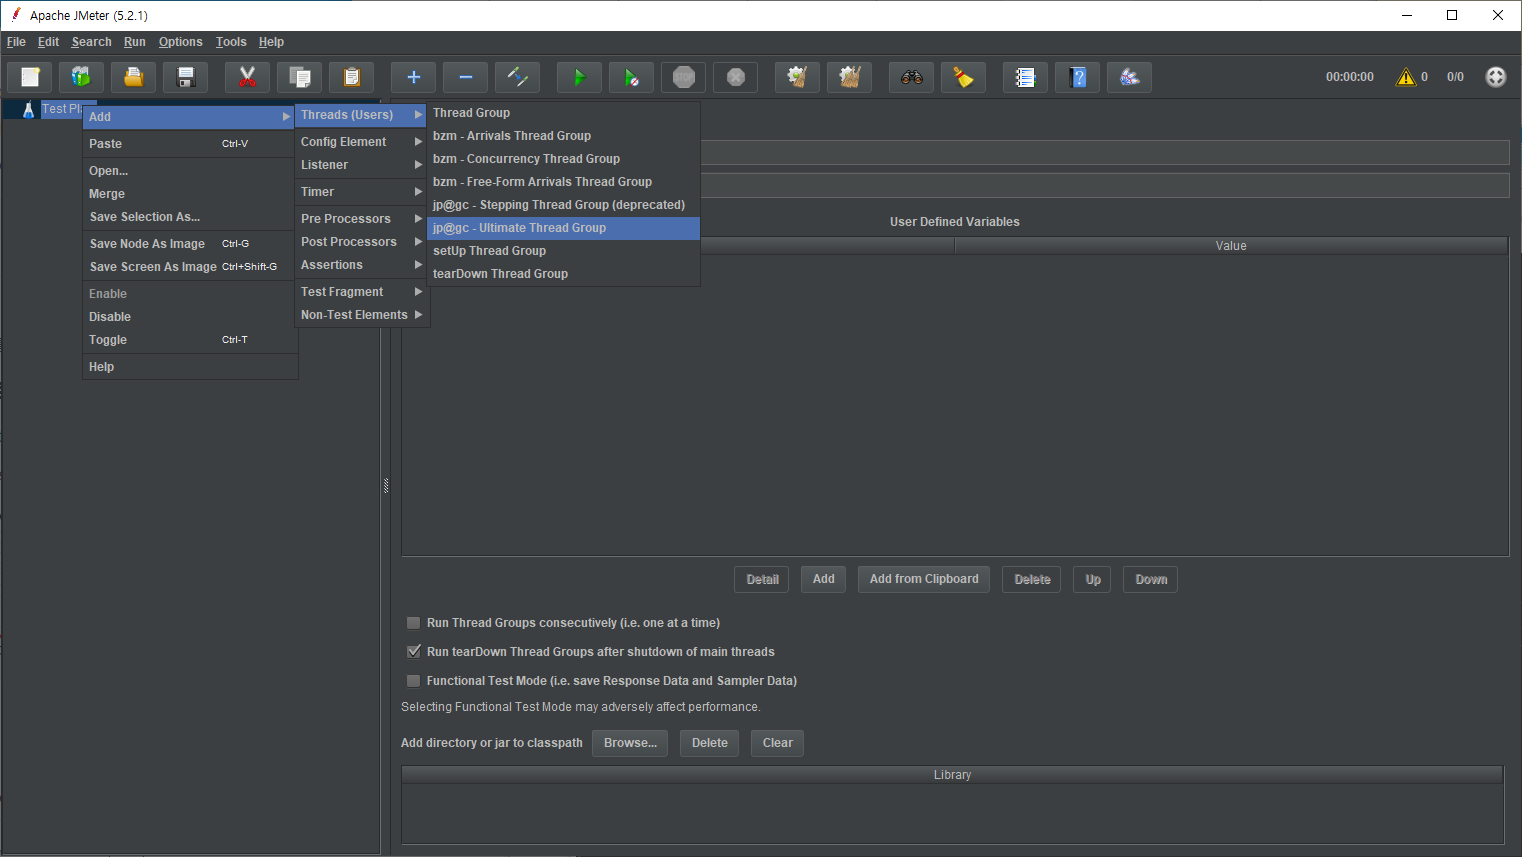 Apache JMeter (5.2.1)
File Edit Search Run Options Tools Help
STOP
00:00:00 0 0/0
Test Pl
Add
Paste Ctrl-V
Open...
Merge
Save Selection As...
Save Node As Image Ctrl-G
Save Screen As Image Ctrl+Shift-G
Enable
Disable
Toggle Ctrl-T
Help
Threads (Users)
Config Element
Listener
Timer
Pre Processors
Post Processors
Assertions
Test Fragment
Non-Test Elements
Thread Group
bzm - Arrivals Thread Group
bzm - Concurrency Thread Group
bzm - Free-Form Arrivals Thread Group
jp@gc - Stepping Thread Group (deprecated)
jp@gc - Ultimate Thread Group
setUp Thread Group
tearDown Thread Group
User Defined Variables
Value
Detail Add Add from Clipboard Delete Up Down
Run Thread Groups consecutively (i.e. one at a time)
Run tearDown Thread Groups after shutdown of main threads
Functional Test Mode (i.e. save Response Data and Sampler Data)
Selecting Functional Test Mode may adversely affect performance.
Add directory or jar to classpath Browse... Delete Clear
Library